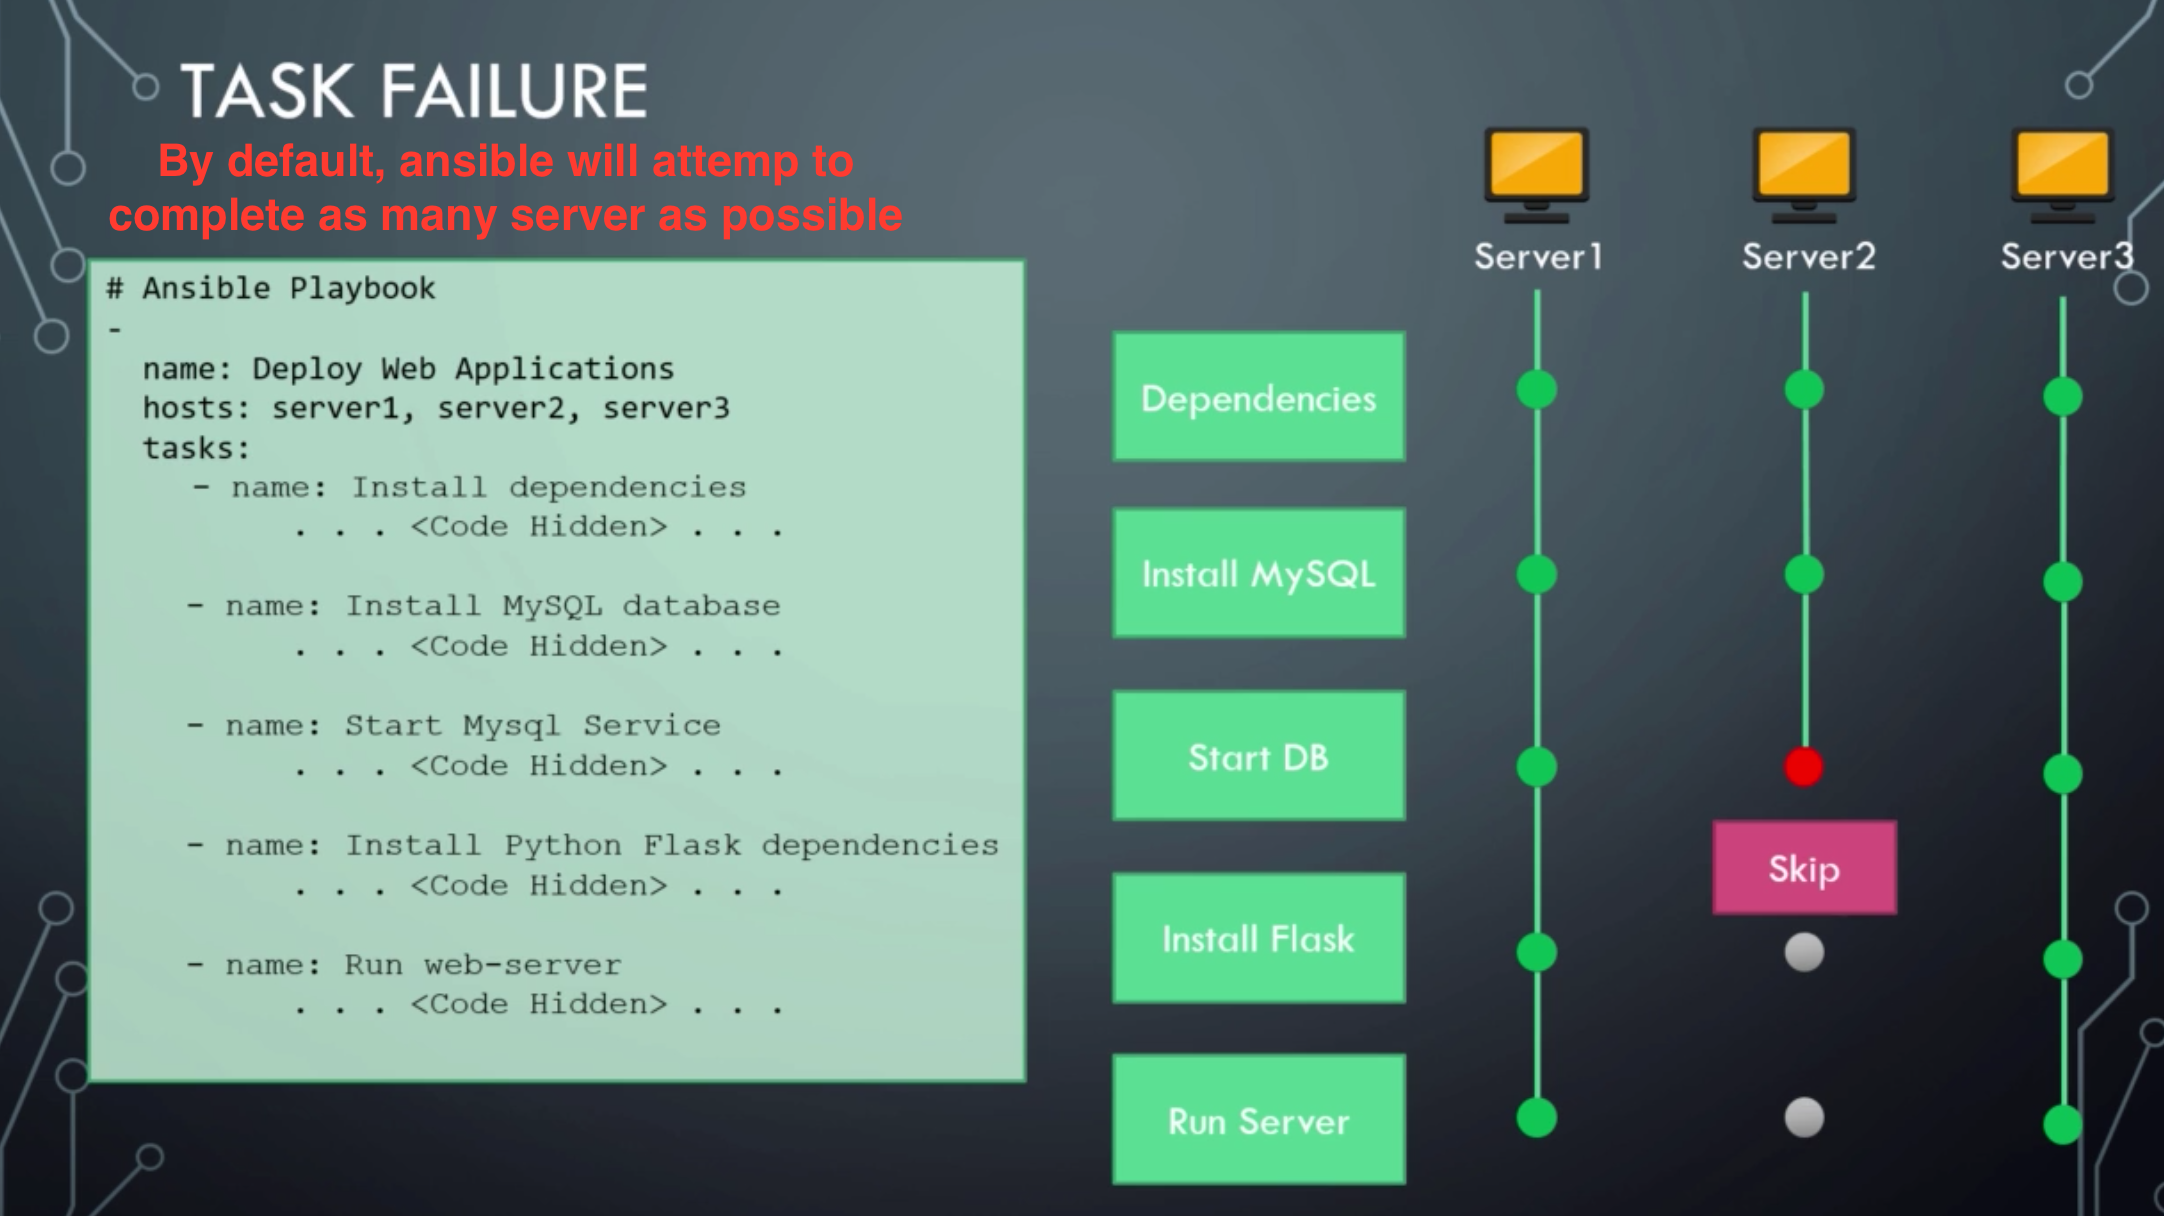 TASK FAILURE
By default, ansible will attemp to
complete as many server as possible
# Ansible Playbook
-
name: Deploy Web Applications
hosts: server1, server2, server3
tasks:
- name: Install dependencies
. . . <Code Hidden> . . .
- name: Install MySQL database
. . . <Code Hidden> . . .
- name: Start Mysql Service
. . . <Code Hidden> . . .
- name: Install Python Flask dependencies
. . . <Code Hidden> . . .
- name: Run web-server
. . . <Code Hidden> . . .
Dependencies
Install MySQL
Start DB
Install Flask
Run Server
Server1
Server2
Server3
Skip